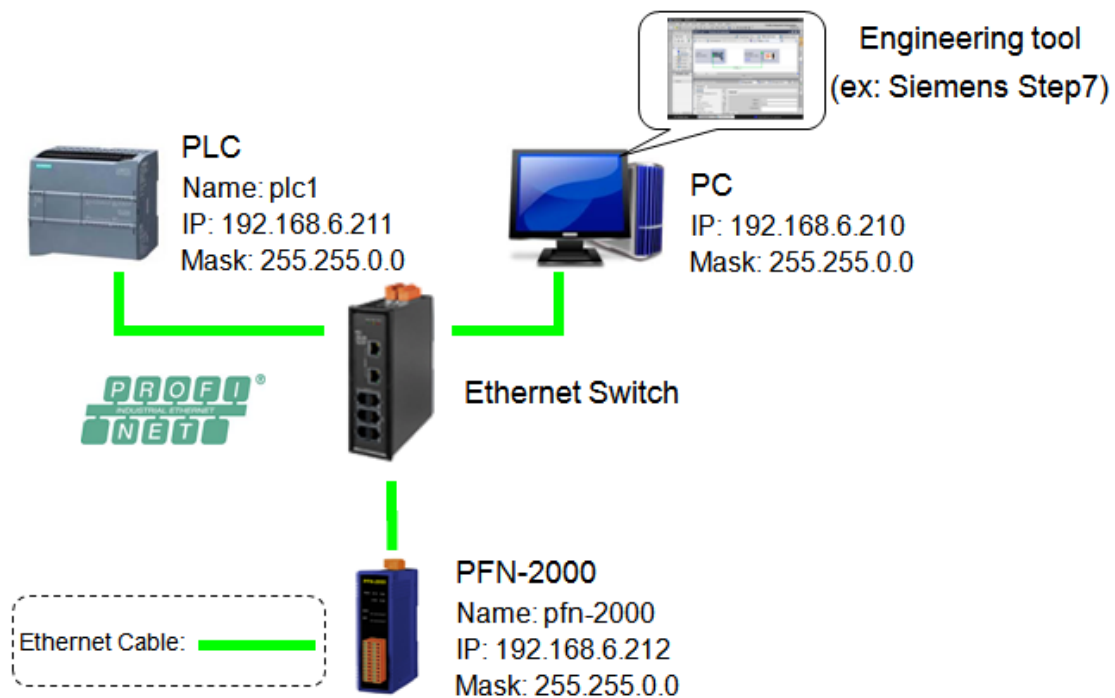 Engineering tool
(ex: Siemens Step7)
PLC
Name: plc1
IP: 192.168.6.211
Mask: 255.255.0.0
PC
IP: 192.168.6.210
Mask: 255.255.0.0
PROFI®
INDUSTRIAL ETHERNET
NET
Ethernet Switch
PFN-2000
PFN-2000
Name: pfn-2000
IP: 192.168.6.212
Mask: 255.255.0.0
Ethernet Cable: